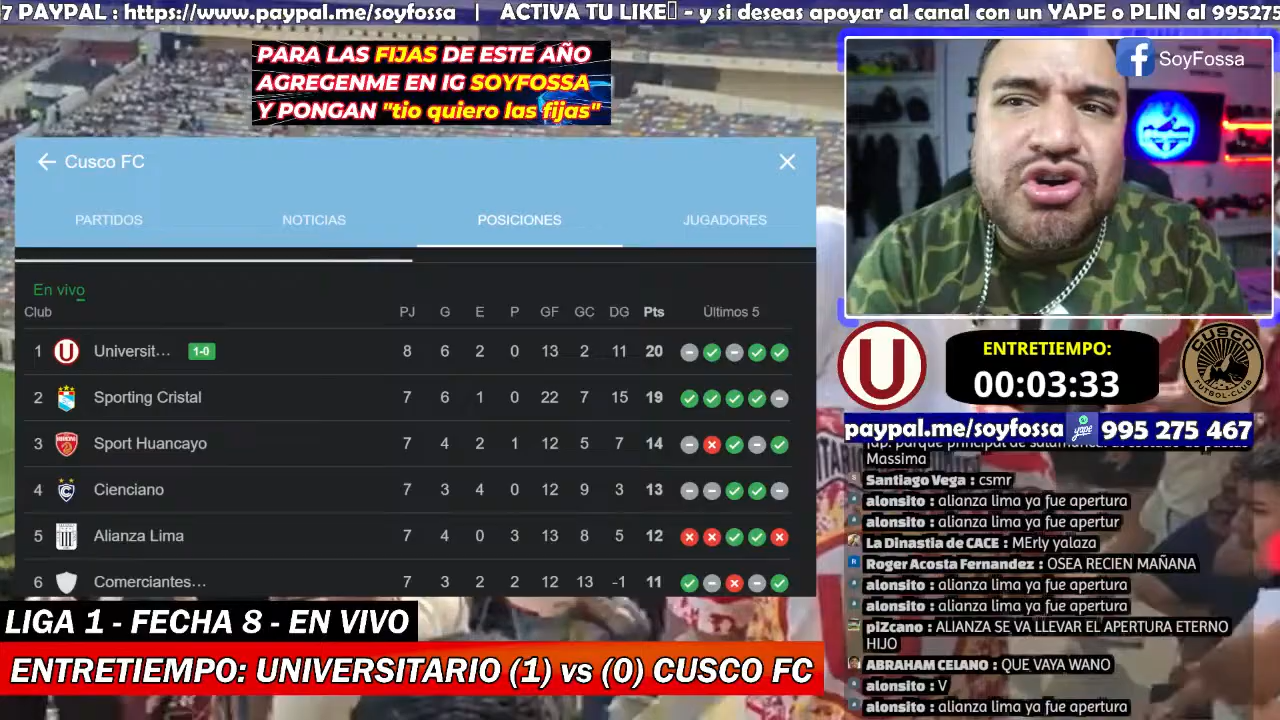 7 PAYPAL : https://www.paypal.me/soyfossa | ACTIVA TU LIKE - y si deseas apoyar al canal con un YAPE o PLIN al 995275
PARA LAS FIJAS DE ESTE AÑO
AGREGENME EN IG SOYFOSSA
Y PONGAN "tio quiero las fijas"
SoyFossa
Cusco FC
PARTIDOS NOTICIAS POSICIONES JUGADORES
En vivo
Club PJ G E P GF GC DG Pts Últimos 5
1 Universit... 1-0 8 6 2 0 13 2 11 20
2 Sporting Cristal 7 6 1 0 22 7 15 19
3 Sport Huancayo 7 4 2 1 12 5 7 14
4 Cienciano 7 3 4 0 12 9 3 13
5 Alianza Lima 7 4 0 3 13 8 5 12
6 Comerciantes... 7 3 2 2 12 13 -1 11
LIGA 1 - FECHA 8 - EN VIVO
ENTRETIEMPO: UNIVERSITARIO (1) vs (0) CUSCO FC
U
ENTRETIEMPO:
00:03:33
CUSCO
FUTBOL-CLUB
paypal.me/soyfossa yape 995 275 467
Massima
Santiago Vega : csmr
alonsito : alianza lima ya fue apertura
alonsito : alianza lima ya fue apertur
La Dinastia de CACE : MErly yalaza
Roger Acosta Fernandez : OSEA RECIEN MAÑANA
alonsito : alianza lima ya fue apertura
alonsito : alianza lima ya fue apertura
piZcano : ALIANZA SE VA LLEVAR EL APERTURA ETERNO
HIJO
ABRAHAM CELANO : QUE VAYA WANO
alonsito : V
alonsito : alianza lima ya fue apertura